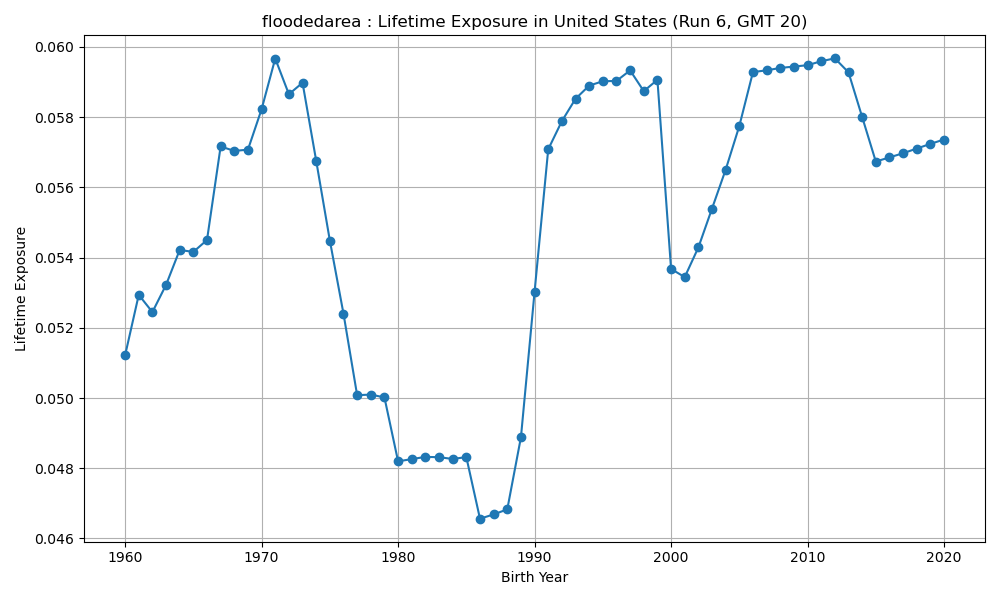 floodedarea : Lifetime Exposure in United States (Run 6, GMT 20)
Lifetime Exposure
0.060
0.058
0.056
0.054
0.052
0.050
0.048
0.046
1960 1970 1980 1990 2000 2010 2020
Birth Year